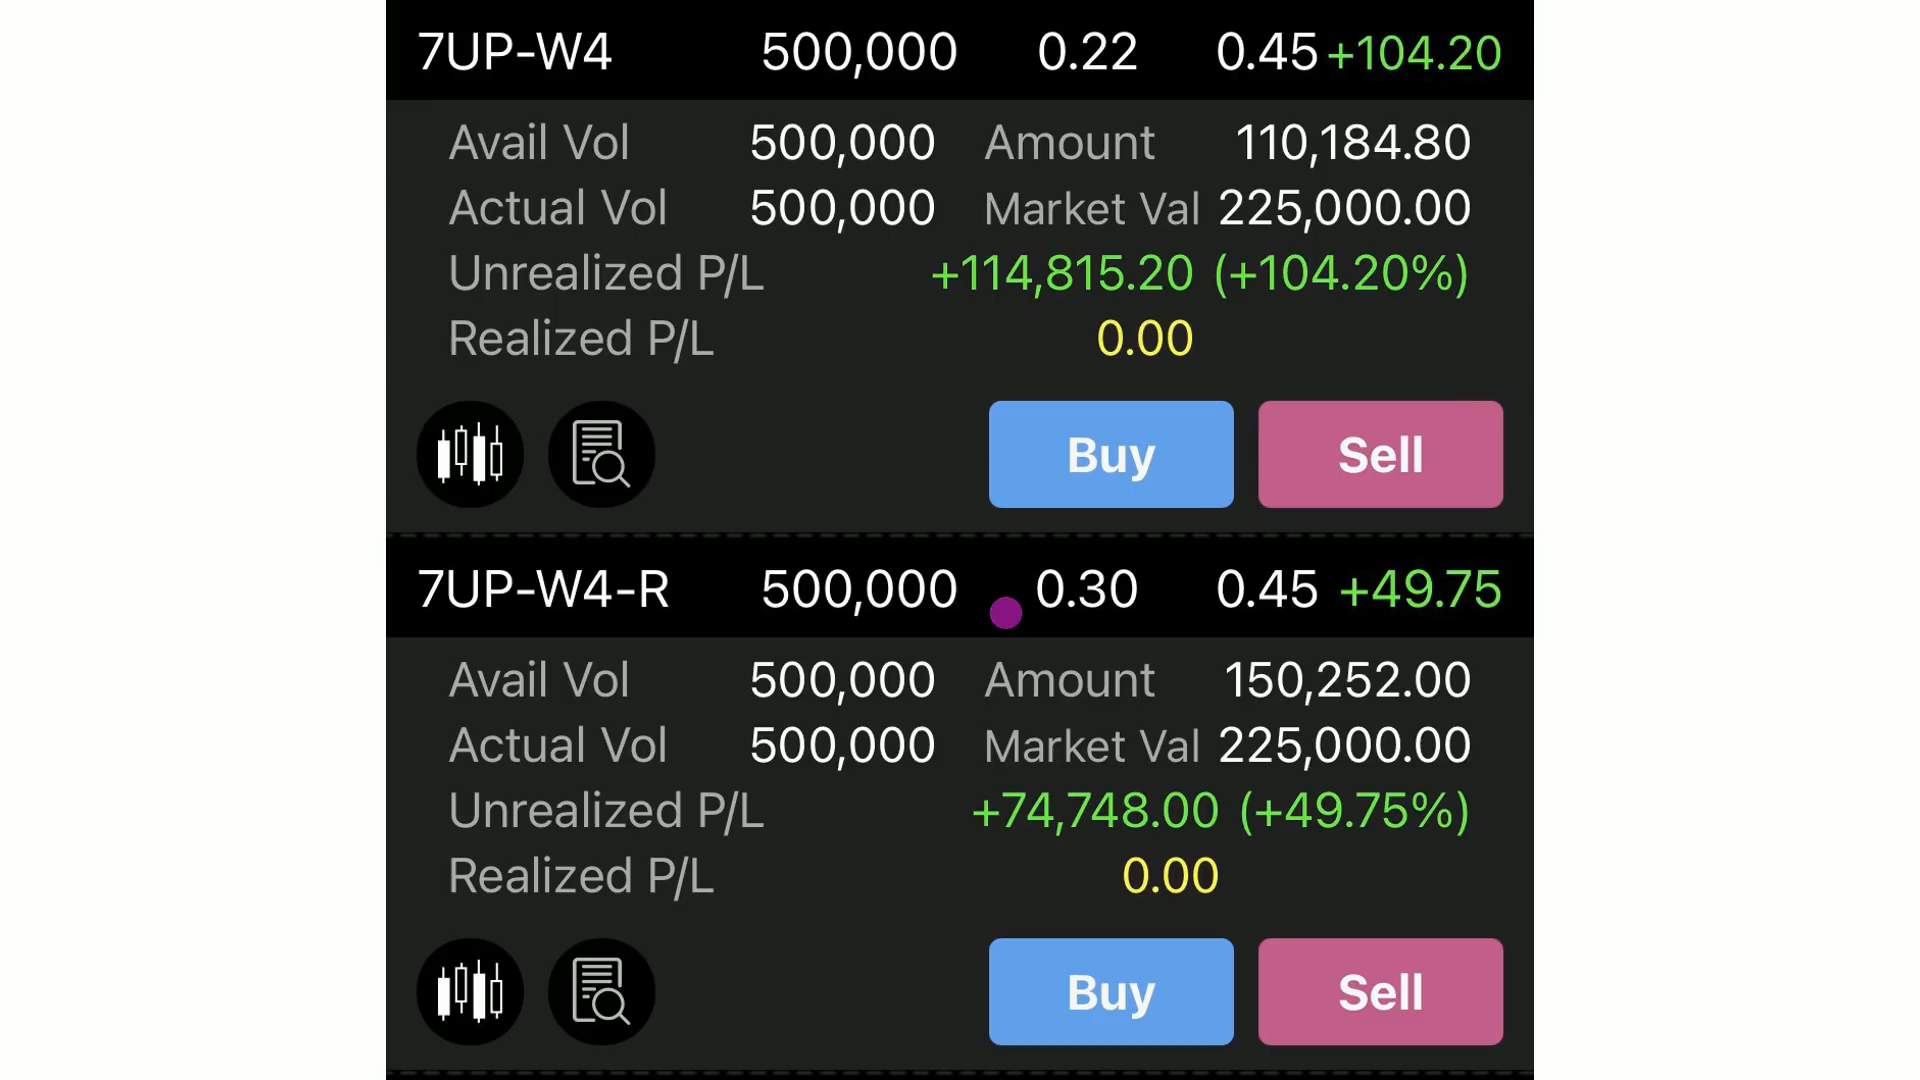 7UP-W4 500,000 0.22 0.45 +104.20
Avail Vol 500,000 Amount 110,184.80
Actual Vol 500,000 Market Val 225,000.00
Unrealized P/L +114,815.20 (+104.20%)
Realized P/L 0.00
Buy Sell
7UP-W4-R 500,000 0.30 0.45 +49.75
Avail Vol 500,000 Amount 150,252.00
Actual Vol 500,000 Market Val 225,000.00
Unrealized P/L +74,748.00 (+49.75%)
Realized P/L 0.00
Buy Sell